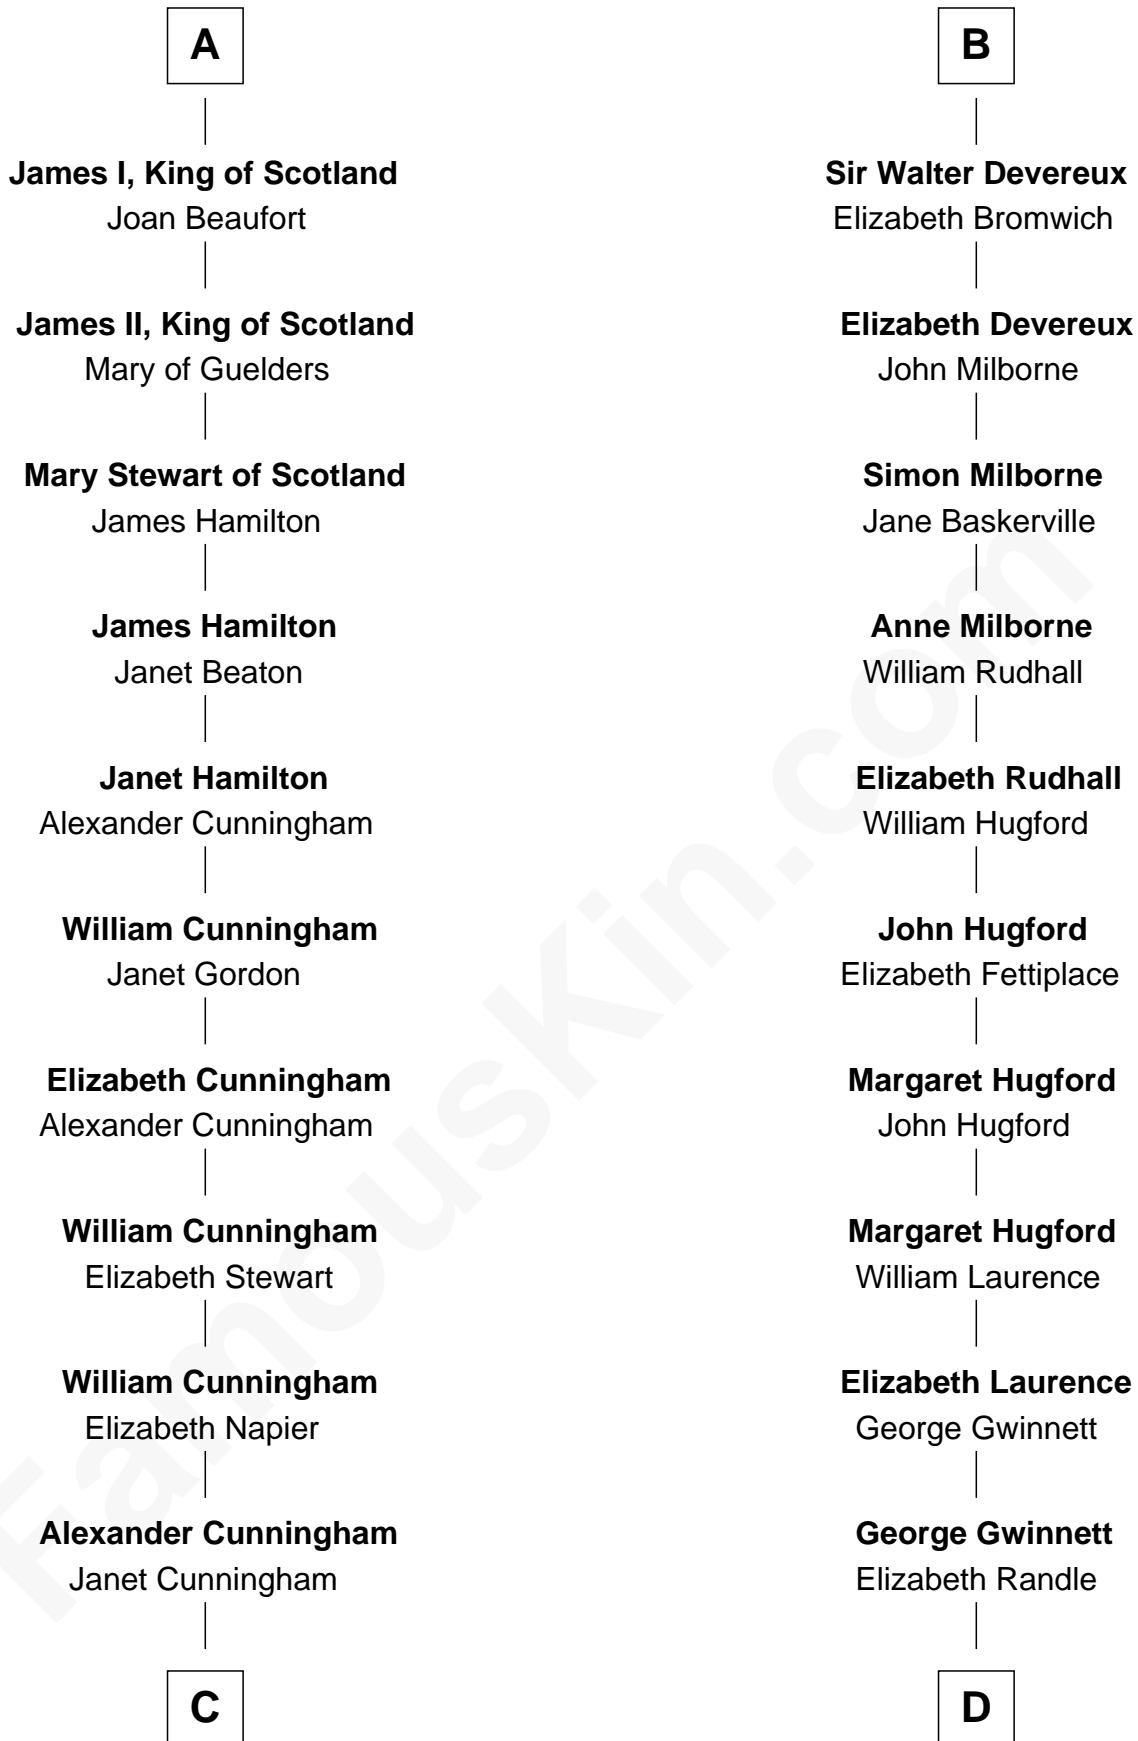 A
James I, King of Scotland
Joan Beaufort
James II, King of Scotland
Mary of Guelders
Mary Stewart of Scotland
James Hamilton
James Hamilton
Janet Beaton
Janet Hamilton
Alexander Cunningham
William Cunningham
Janet Gordon
Elizabeth Cunningham
Alexander Cunningham
William Cunningham
Elizabeth Stewart
William Cunningham
Elizabeth Napier
Alexander Cunningham
Janet Cunningham
C
B
Sir Walter Devereux
Elizabeth Bromwich
Elizabeth Devereux
John Milborne
Simon Milborne
Jane Baskerville
Anne Milborne
William Rudhall
Elizabeth Rudhall
William Hugford
John Hugford
Elizabeth Fettiplace
Margaret Hugford
John Hugford
Margaret Hugford
William Laurence
Elizabeth Laurence
George Gwinnett
George Gwinnett
Elizabeth Randle
D
FamousKin.com